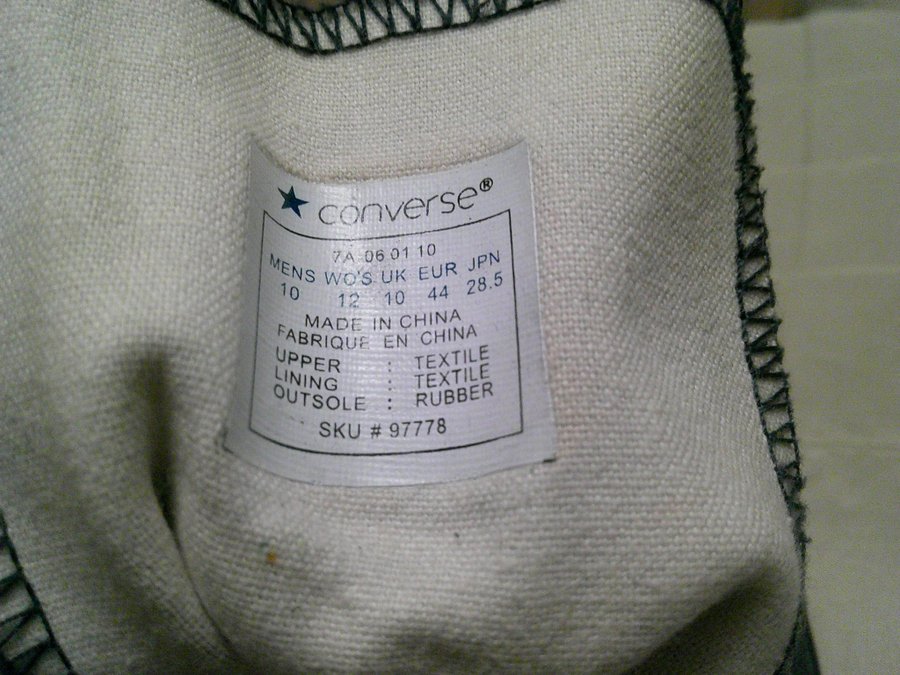 converse®
7A 06 01 10
MENS WO'S UK EUR JPN
10 12 10 44 28.5
MADE IN CHINA
FABRIQUE EN CHINA
UPPER : TEXTILE
LINING : TEXTILE
OUTSOLE : RUBBER
SKU # 97778